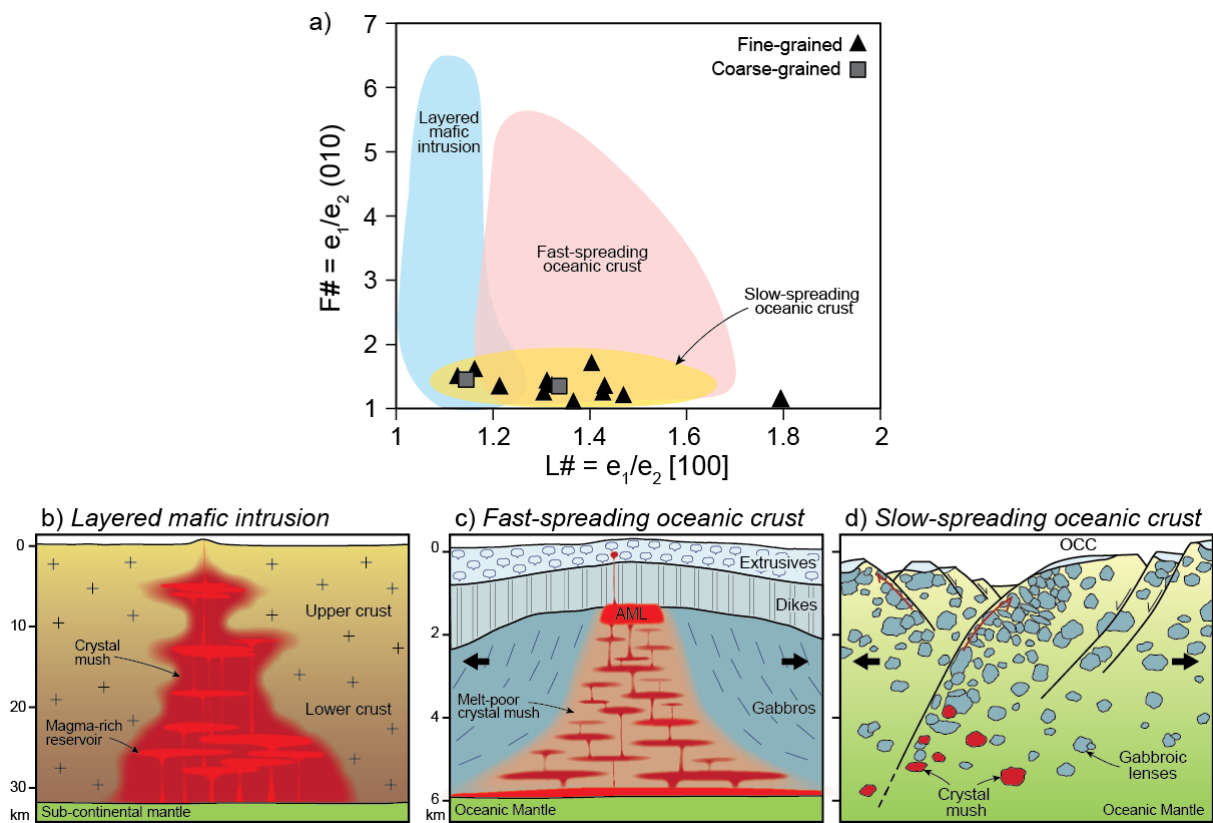 a)
7
6
5
4
3
2
1
F# = e₁/e₂ (010)
Fine-grained
Coarse-grained
Layered
mafic
intrusion
Fast-spreading
oceanic crust
Slow-spreading
oceanic crust
1
1.2
1.4
1.6
1.8
2
L# = e₁/e₂ [100]
b) Layered mafic intrusion
0
10
20
30
km
Upper crust
Crystal
mush
Lower crust
Magma-rich
reservoir
Sub-continental mantle
c) Fast-spreading oceanic crust
0
2
4
6
km
Extrusives
Dikes
AML
Melt-poor
crystal mush
Gabbros
Oceanic Mantle
d) Slow-spreading oceanic crust
OCC
Gabbroic
lenses
Crystal
mush
Oceanic Mantle